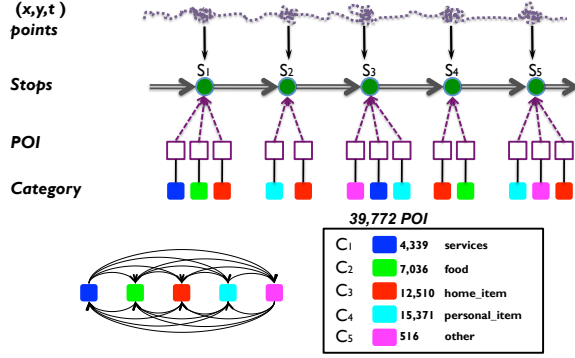 (x,y,t)
points
S1 S2 S3 S4 S5
Stops
POI
Category
39,772 POI
C1 4,339 services
C2 7,036 food
C3 12,510 home_item
C4 15,371 personal_item
C5 516 other